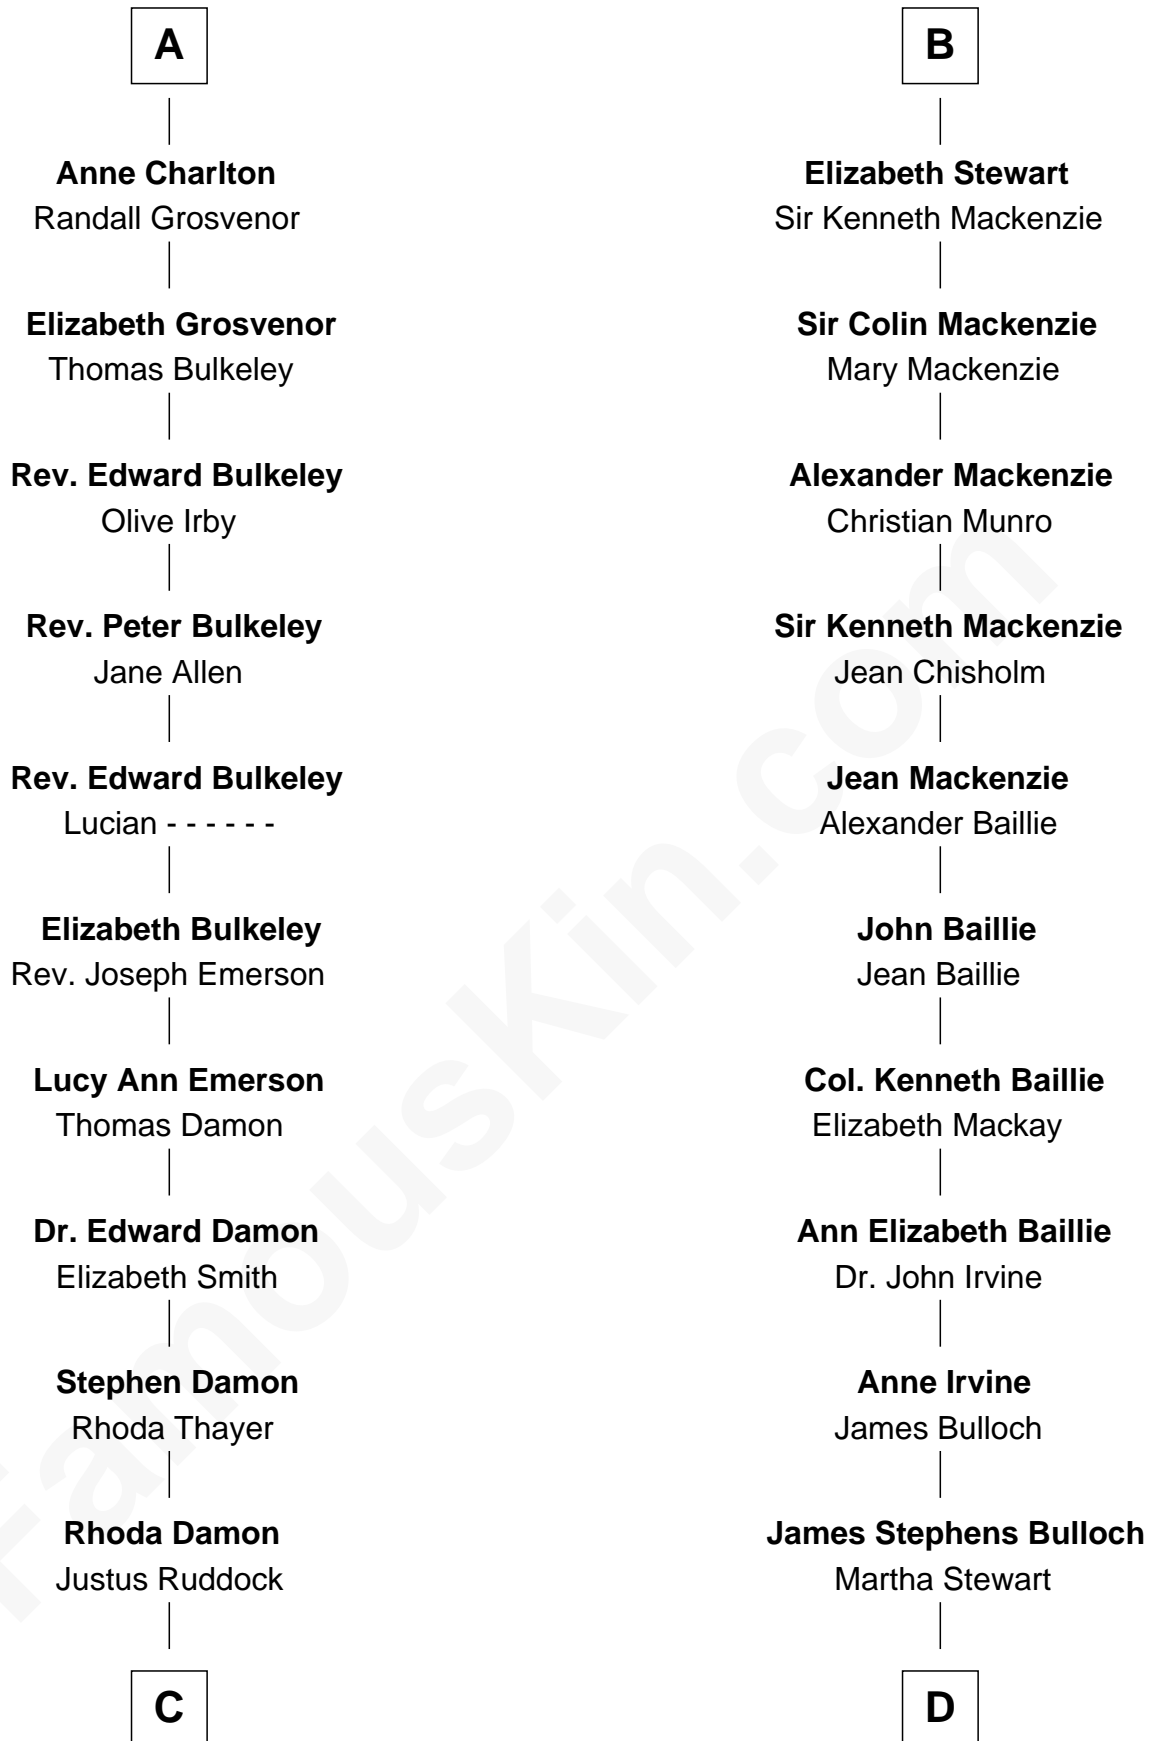 A
Anne Charlton
Randall Grosvenor
Elizabeth Grosvenor
Thomas Bulkeley
Rev. Edward Bulkeley
Olive Irby
Rev. Peter Bulkeley
Jane Allen
Rev. Edward Bulkeley
Lucian - - - - - -
Elizabeth Bulkeley
Rev. Joseph Emerson
Lucy Ann Emerson
Thomas Damon
Dr. Edward Damon
Elizabeth Smith
Stephen Damon
Rhoda Thayer
Rhoda Damon
Justus Ruddock
C
B
Elizabeth Stewart
Sir Kenneth Mackenzie
Sir Colin Mackenzie
Mary Mackenzie
Alexander Mackenzie
Christian Munro
Sir Kenneth Mackenzie
Jean Chisholm
Jean Mackenzie
Alexander Baillie
John Baillie
Jean Baillie
Col. Kenneth Baillie
Elizabeth Mackay
Ann Elizabeth Baillie
Dr. John Irvine
Anne Irvine
James Bulloch
James Stephens Bulloch
Martha Stewart
D
FamousKin.com